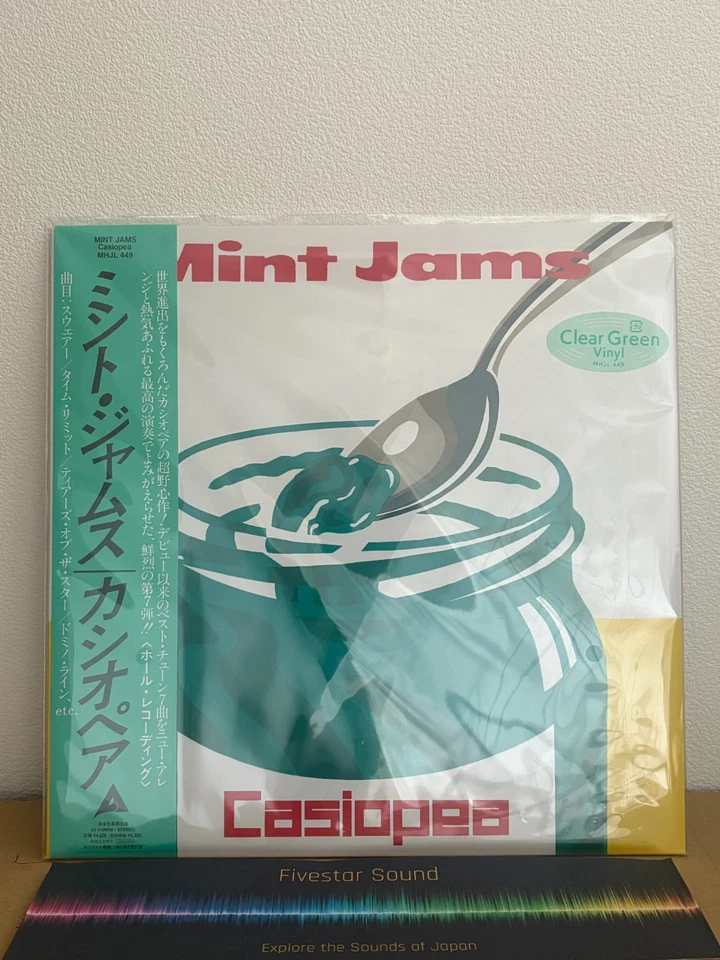 MINT JAMS
Casiopea
MHJL 449
ミント・ジャムス|カシオペア
世界進出をもくろんだカシオペアの超野心作!デビュー以来のベスト・チューン7曲をニュー・アレ
ンジと熱気あふれる最高の演奏でよみがえらせた、鮮烈の第7弾!!〈ホール・レコーディング〉
曲目:スウェアー/タイム・リミット/ティアーズ・オブ・ザ・スター/ドミノ・ライン、etc.
Mint Jams
Clear Green
Vinyl
MHJL 449
Casiopea
Fivestar Sound
Explore the Sounds of Japan